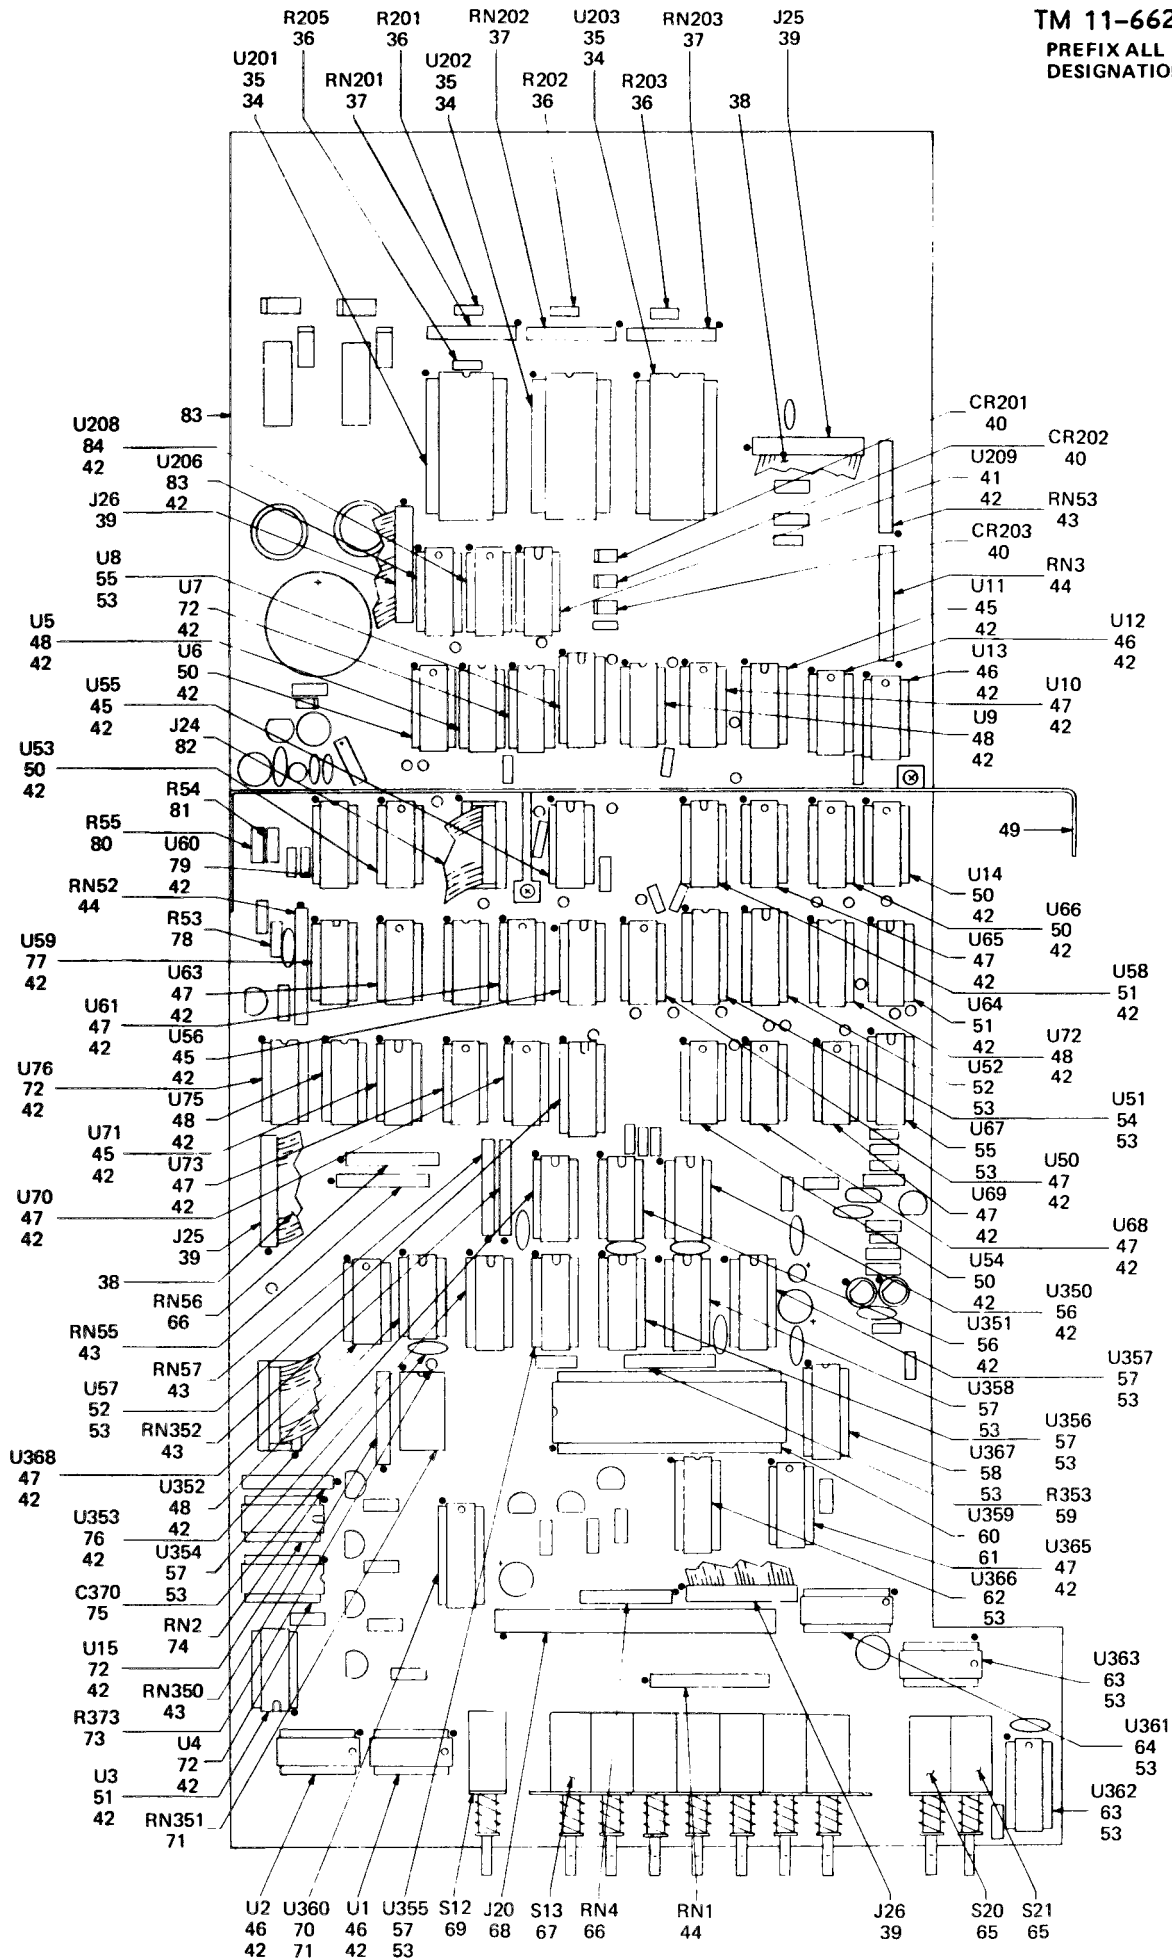 TM 11-662
PREFIX ALL
DESIGNATIO
R205
36
R201
36
RN202
37
U203
35
34
RN203
37
J25
39
U201
35
34
RN201
37
U202
35
34
R202
36
R203
36
38
83
U208
84
42
U206
83
42
J26
39
U8
55
53
U7
72
42
U5
48
42
U6
50
42
U55
45
42
J24
82
U53
50
42
R54
81
R55
80
U60
79
42
RN52
44
R53
78
U59
77
42
U63
47
42
U61
47
42
U56
45
42
U76
72
42
U75
48
42
U71
45
42
U73
47
42
U70
47
42
J25
39
38
RN56
66
RN55
43
RN57
43
U57
52
53
RN352
43
U368
47
42
U352
48
42
U353
76
42
U354
57
53
C370
75
RN2
74
U15
72
42
RN350
43
R373
73
U4
72
42
U3
51
42
RN351
71
CR201
40
CR202
40
U209
41
42
RN53
43
CR203
40
RN3
44
U11
45
42
U12
46
42
U13
46
42
U10
47
42
U9
48
42
49
U14
50
42
U66
50
42
U65
47
42
U58
51
42
U64
51
42
U72
48
42
U52
52
53
U51
54
53
U67
55
53
U50
47
42
U69
47
42
U68
47
42
U54
50
42
U350
56
42
U351
56
42
U357
57
53
U358
57
53
U356
57
53
U367
58
53
R353
59
U359
60
61
U365
47
42
U366
62
53
U363
63
53
U361
64
53
U362
63
53
U2
46
42
U360
70
71
U1
46
42
U355
57
53
S12
69
J20
68
S13
67
RN4
66
RN1
44
J26
39
S20
65
S21
65